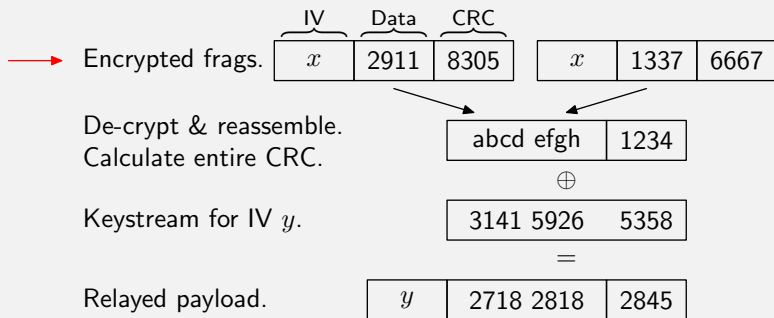 IV Data CRC
Encrypted frags. x 2911 8305 x 1337 6667
De-crypt & reassemble.
Calculate entire CRC.
abcd efgh 1234
⊕
Keystream for IV y. 3141 5926 5358
=
Relayed payload. y 2718 2818 2845